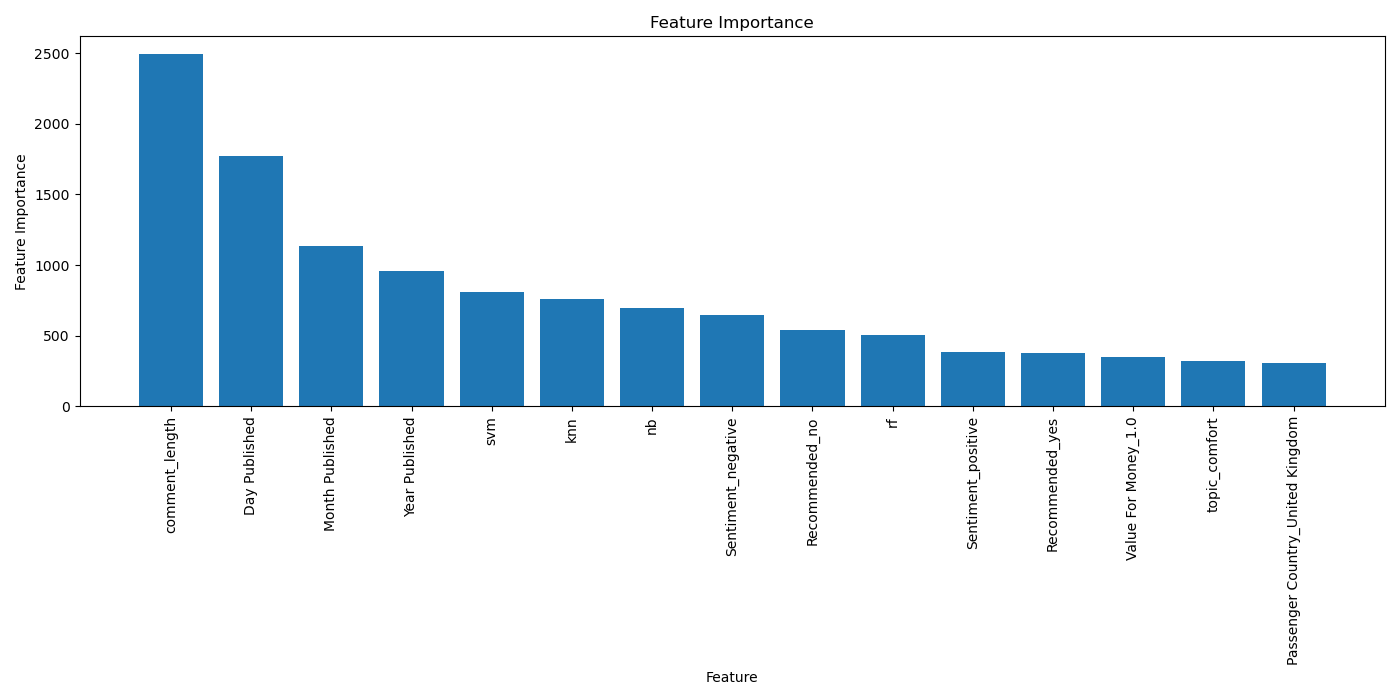 Feature Importance
Feature Importance
2500
2000
1500
1000
500
0
comment_length
Day Published
Month Published
Year Published
svm
knn
nb
Sentiment_negative
Recommended_no
rf
Sentiment_positive
Recommended_yes
Value For Money_1.0
topic_comfort
Passenger Country_United Kingdom
Feature